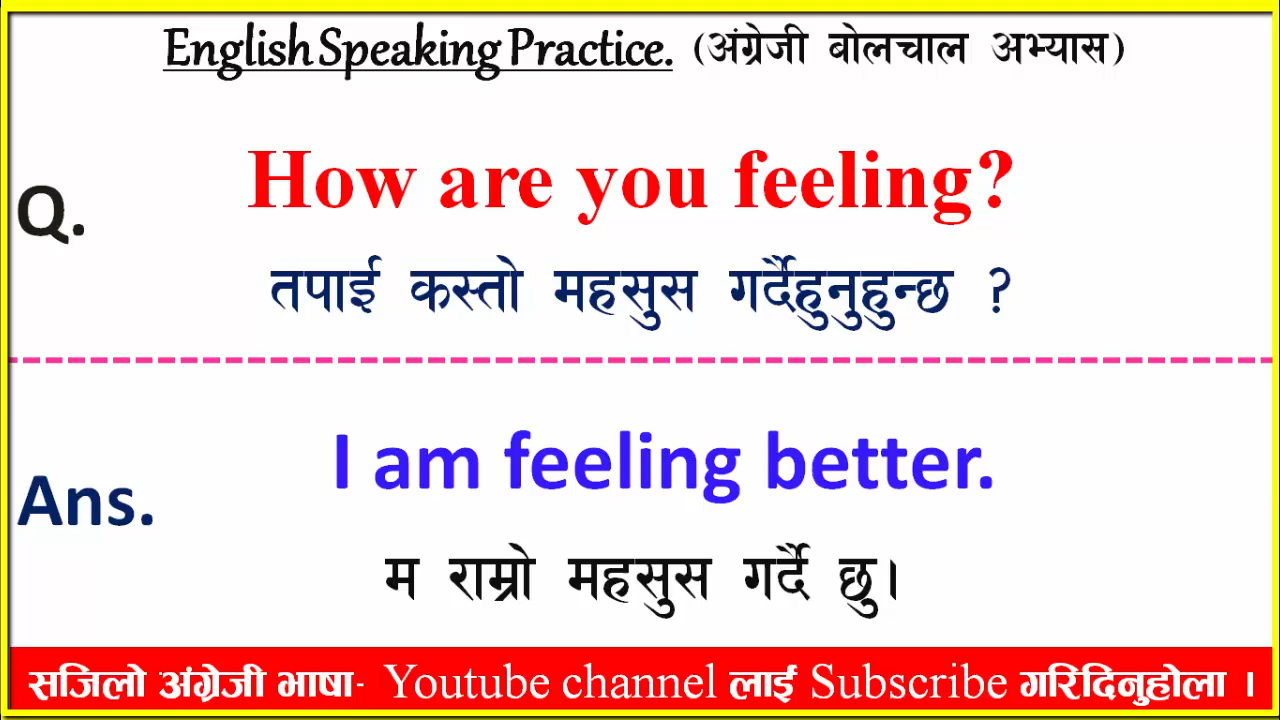 English Speaking Practice. (अंग्रेजी बोलचाल अभ्यास)
Q. How are you feeling?
तपाई कस्तो महसुस गर्दैहुनुहुन्छ ?
Ans. I am feeling better.
म राम्रो महसुस गर्दै छु।
सजिलो अंग्रेजी भाषा- Youtube channel लाई Subscribe गरिदिनुहोला ।